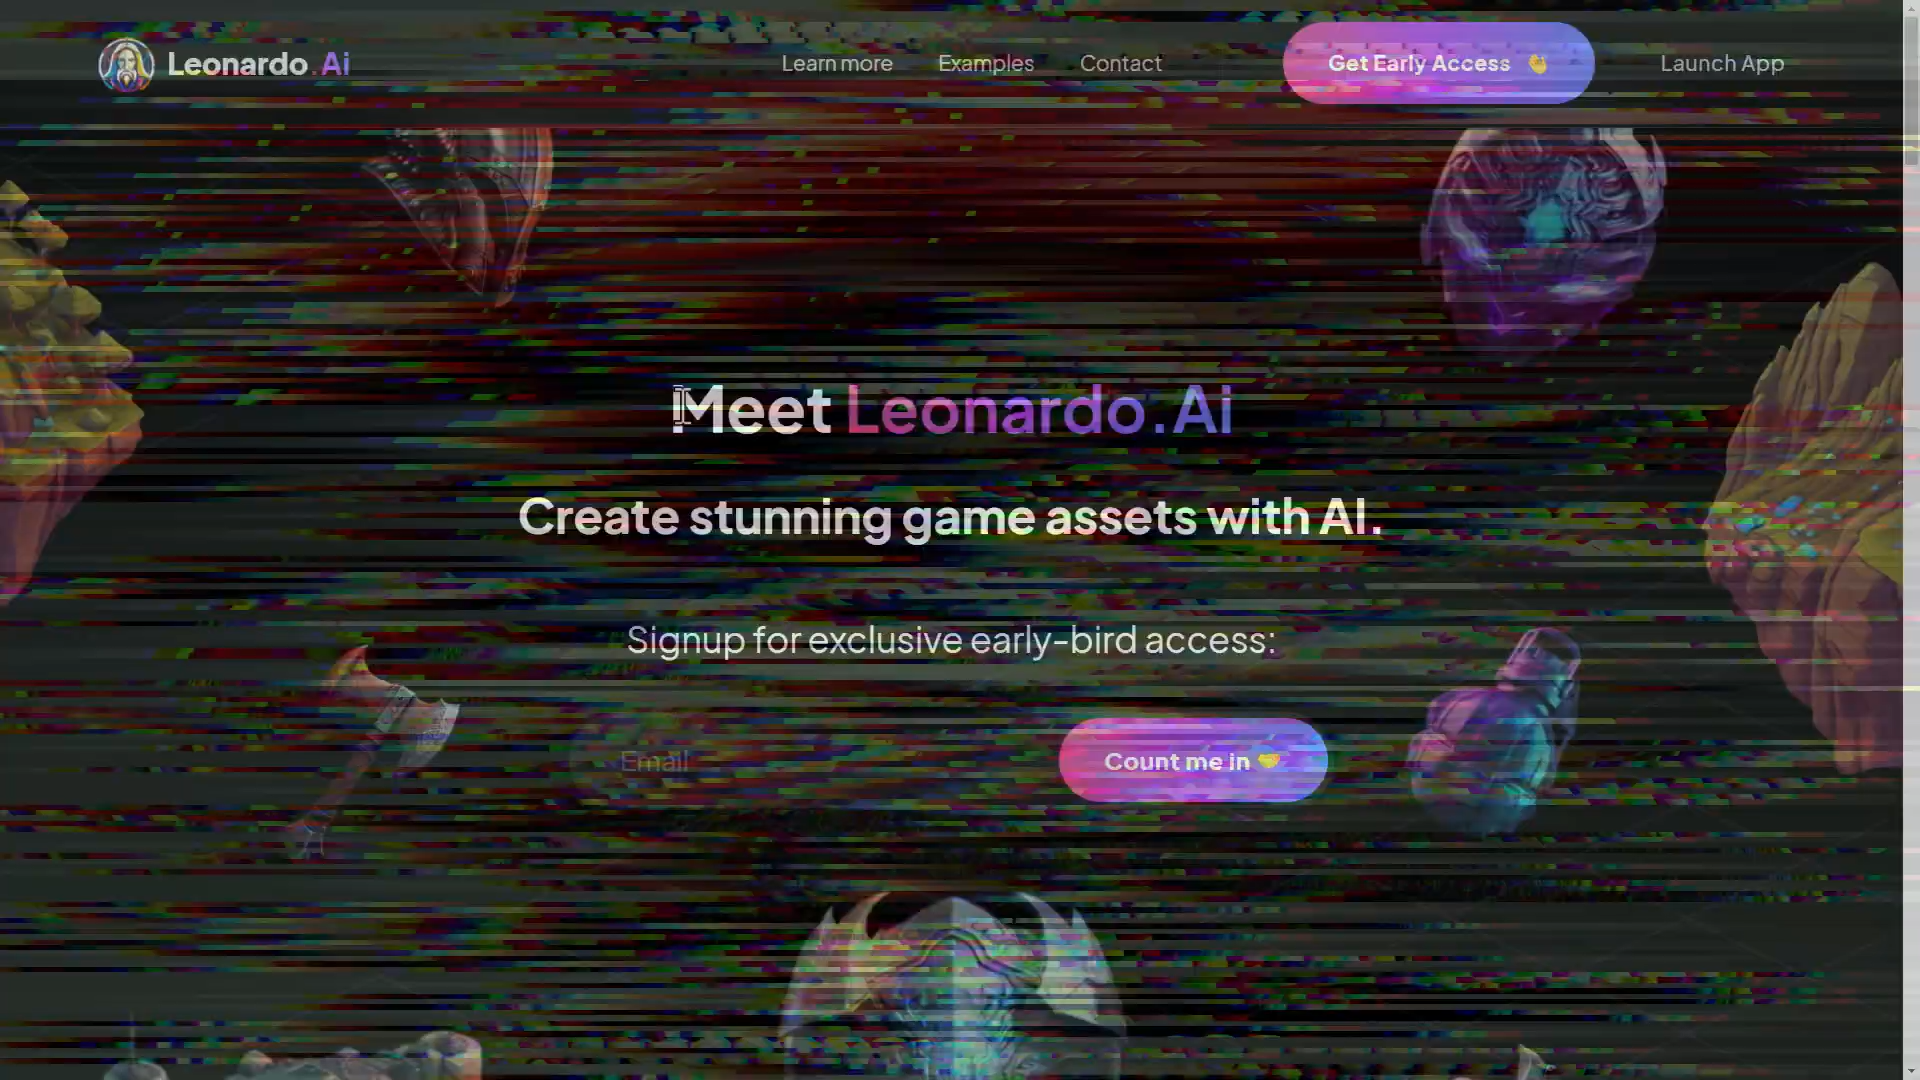 Leonardo.Ai
Learn more
Examples
Contact
Get Early Access 👋
Launch App
Meet Leonardo.Ai
Create stunning game assets with AI.
Signup for exclusive early-bird access:
Email
Count me in 🤝